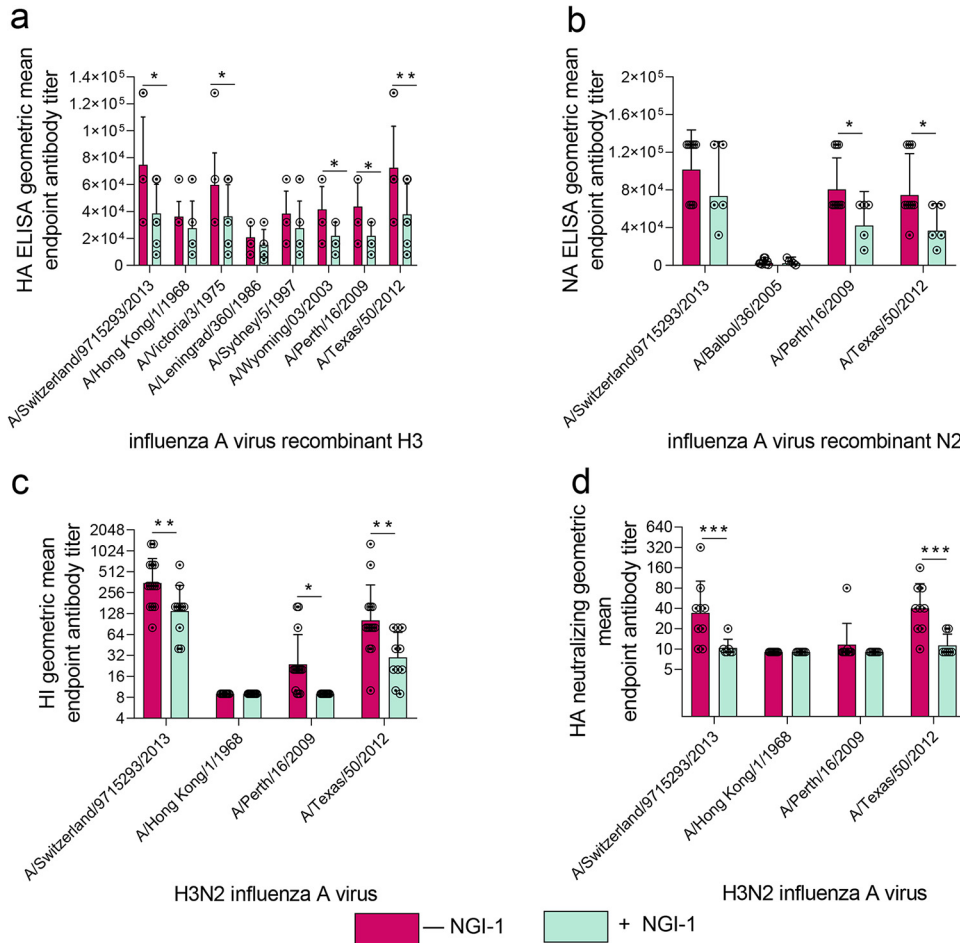 a
HA ELISA geometric mean
endpoint antibody titer
1.4×10⁵
1.2×10⁵
1.0×10⁵
8×10⁴
6×10⁴
4×10⁴
2×10⁴
0
*
*
*
*
**
A/Switzerland/9715293/2013
A/Hong Kong/1/1968
A/Victoria/3/1975
A/Leningrad/360/1986
A/Sydney/5/1997
A/Wyoming/03/2003
A/Perth/16/2009
A/Texas/50/2012
influenza A virus recombinant H3
b
NA ELISA geometric mean
endpoint antibody titer
2×10⁵
1.6×10⁵
1.2×10⁵
8×10⁴
4×10⁴
0
*
*
A/Switzerland/9715293/2013
A/Balbol/36/2005
A/Perth/16/2009
A/Texas/50/2012
influenza A virus recombinant N2
c
HI geometric mean
endpoint antibody titer
2048
1024
512
256
128
64
32
16
8
4
**
*
**
A/Switzerland/9715293/2013
A/Hong Kong/1/1968
A/Perth/16/2009
A/Texas/50/2012
H3N2 influenza A virus
d
HA neutralizing geometric
mean
endpoint antibody titer
640
320
160
80
40
20
10
5
***
***
A/Switzerland/9715293/2013
A/Hong Kong/1/1968
A/Perth/16/2009
A/Texas/50/2012
H3N2 influenza A virus
— NGI-1
+ NGI-1